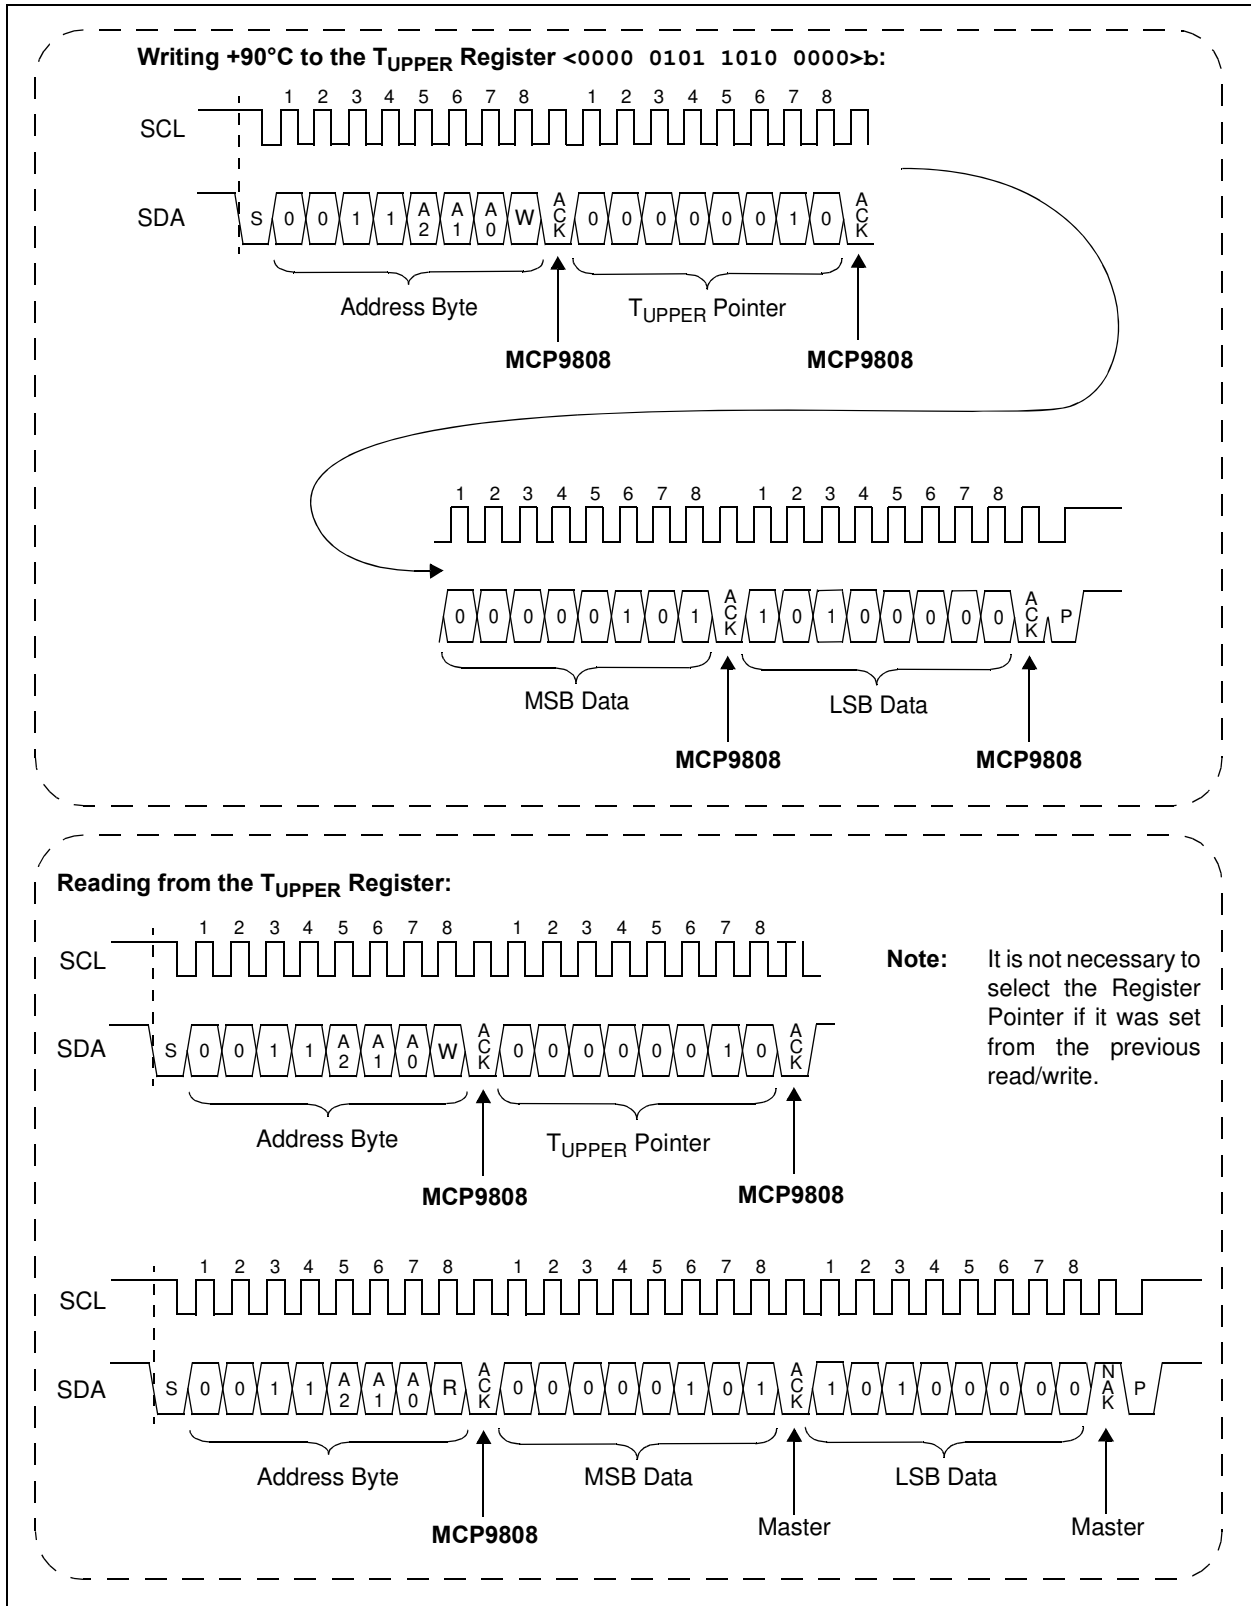 Writing +90°C to the TUPPER Register <0000 0101 1010 0000>b:
1 2 3 4 5 6 7 8 1 2 3 4 5 6 7 8
SCL
SDA S 0 0 1 1 A2 A1 A0 W ACK 0 0 0 0 0 0 1 0 ACK
Address Byte TUPPER Pointer
MCP9808 MCP9808
1 2 3 4 5 6 7 8 1 2 3 4 5 6 7 8
0 0 0 0 0 1 0 1 ACK 1 0 1 0 0 0 0 0 ACK P
MSB Data LSB Data
MCP9808 MCP9808
Reading from the TUPPER Register:
1 2 3 4 5 6 7 8 1 2 3 4 5 6 7 8
SCL
SDA S 0 0 1 1 A2 A1 A0 W ACK 0 0 0 0 0 0 1 0 ACK
Address Byte TUPPER Pointer
MCP9808 MCP9808
Note: It is not necessary to
select the Register
Pointer if it was set
from the previous
read/write.
1 2 3 4 5 6 7 8 1 2 3 4 5 6 7 8 1 2 3 4 5 6 7 8
SCL
SDA S 0 0 1 1 A2 A1 A0 R ACK 0 0 0 0 0 1 0 1 ACK 1 0 1 0 0 0 0 0 NAK P
Address Byte MSB Data LSB Data
MCP9808 Master Master